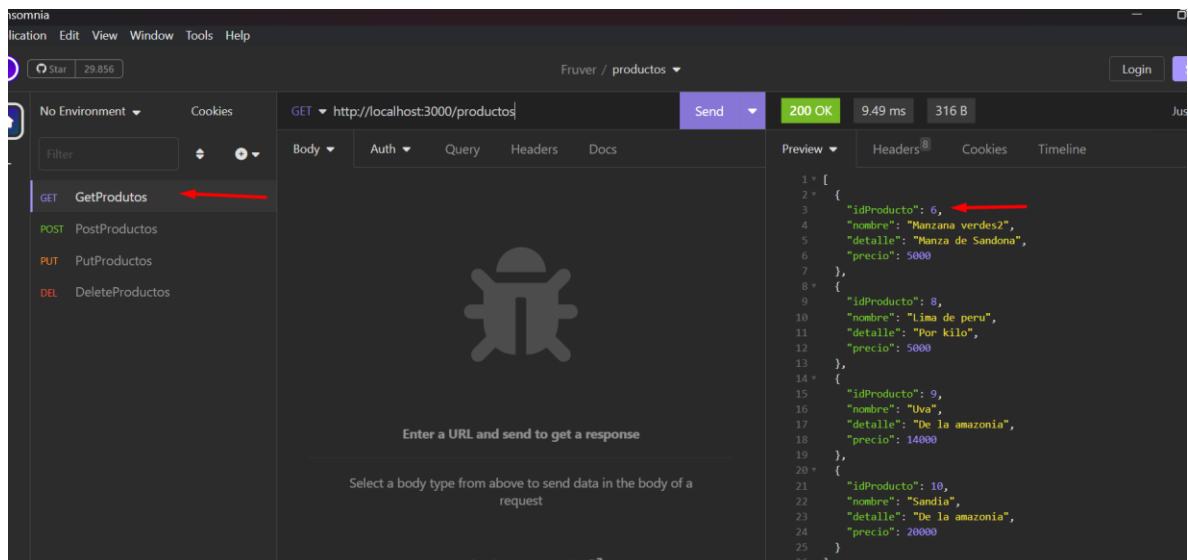 nsomnia
lication Edit View Window Tools Help
Star 29.856
Fruver / productos
Login
No Environment
Cookies
GET http://localhost:3000/productos
Send
200 OK 9.49 ms 316 B Jus
Filter
Body Auth Query Headers Docs
Preview Headers 8 Cookies Timeline
GET GetProdutos
POST PostProductos
PUT PutProductos
DEL DeleteProductos
Enter a URL and send to get a response
Select a body type from above to send data in the body of a
request
1 [
2 {
3 "idProducto": 6,
4 "nombre": "Manzana verdes2",
5 "detalle": "Manza de Sandona",
6 "precio": 5000
7 },
8 {
9 "idProducto": 8,
10 "nombre": "Lima de peru",
11 "detalle": "Por kilo",
12 "precio": 5000
13 },
14 {
15 "idProducto": 9,
16 "nombre": "Uva",
17 "detalle": "De la amazonia",
18 "precio": 14000
19 },
20 {
21 "idProducto": 10,
22 "nombre": "Sandia",
23 "detalle": "De la amazonia",
24 "precio": 20000
25 }